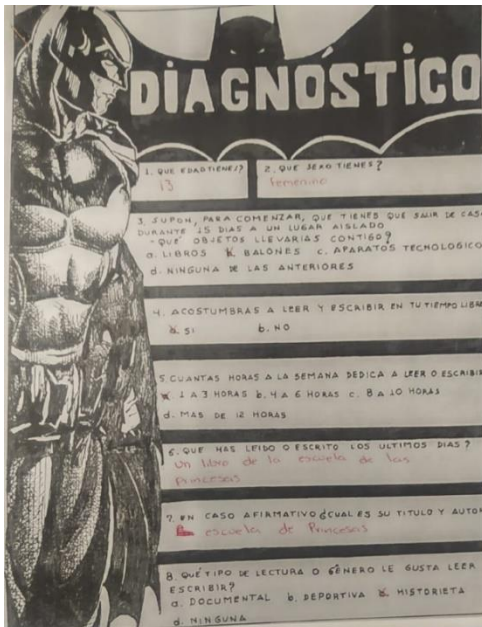 DIAGNÓSTICO
1. QUE EDAD TIENES?
13
2. QUE SEXO TIENES?
femenino
3. SUPON, PARA COMENZAR, QUE TIENES QUE SALIR DE CAS
DURANTE 15 DIAS A UN LUGAR AISLADO
- QUE OBJETOS LLEVARIAS CONTIGO?
a. LIBROS b. BALONES c. APARATOS TECNOLOGICO
d. NINGUNA DE LAS ANTERIORES
4. ACOSTUMBRAS A LEER Y ESCRIBIR EN TU TIEMPO LIBR
a. SI b. NO
5 CUANTAS HORAS A LA SEMANA DEDICA A LEER O ESCRIBIR
1 A 3 HORAS b. 4 A 6 HORAS c. 8 A 10 HORAS
d. MAS DE 12 HORAS
6. QUE HAS LEIDO O ESCRITO LOS ULTIMOS DIAS?
Un libro de la escuela de las
princesas
7. EN CASO AFIRMATIVO ¿CUAL ES SU TITULO Y AUTOR
escuela de Princesas
8. QUÉ TIPO DE LECTURA O GÉNERO LE GUSTA LEER
ESCRIBIR?
a. DOCUMENTAL b. DEPORTIVA c. HISTORIETA
d. NINGUNA